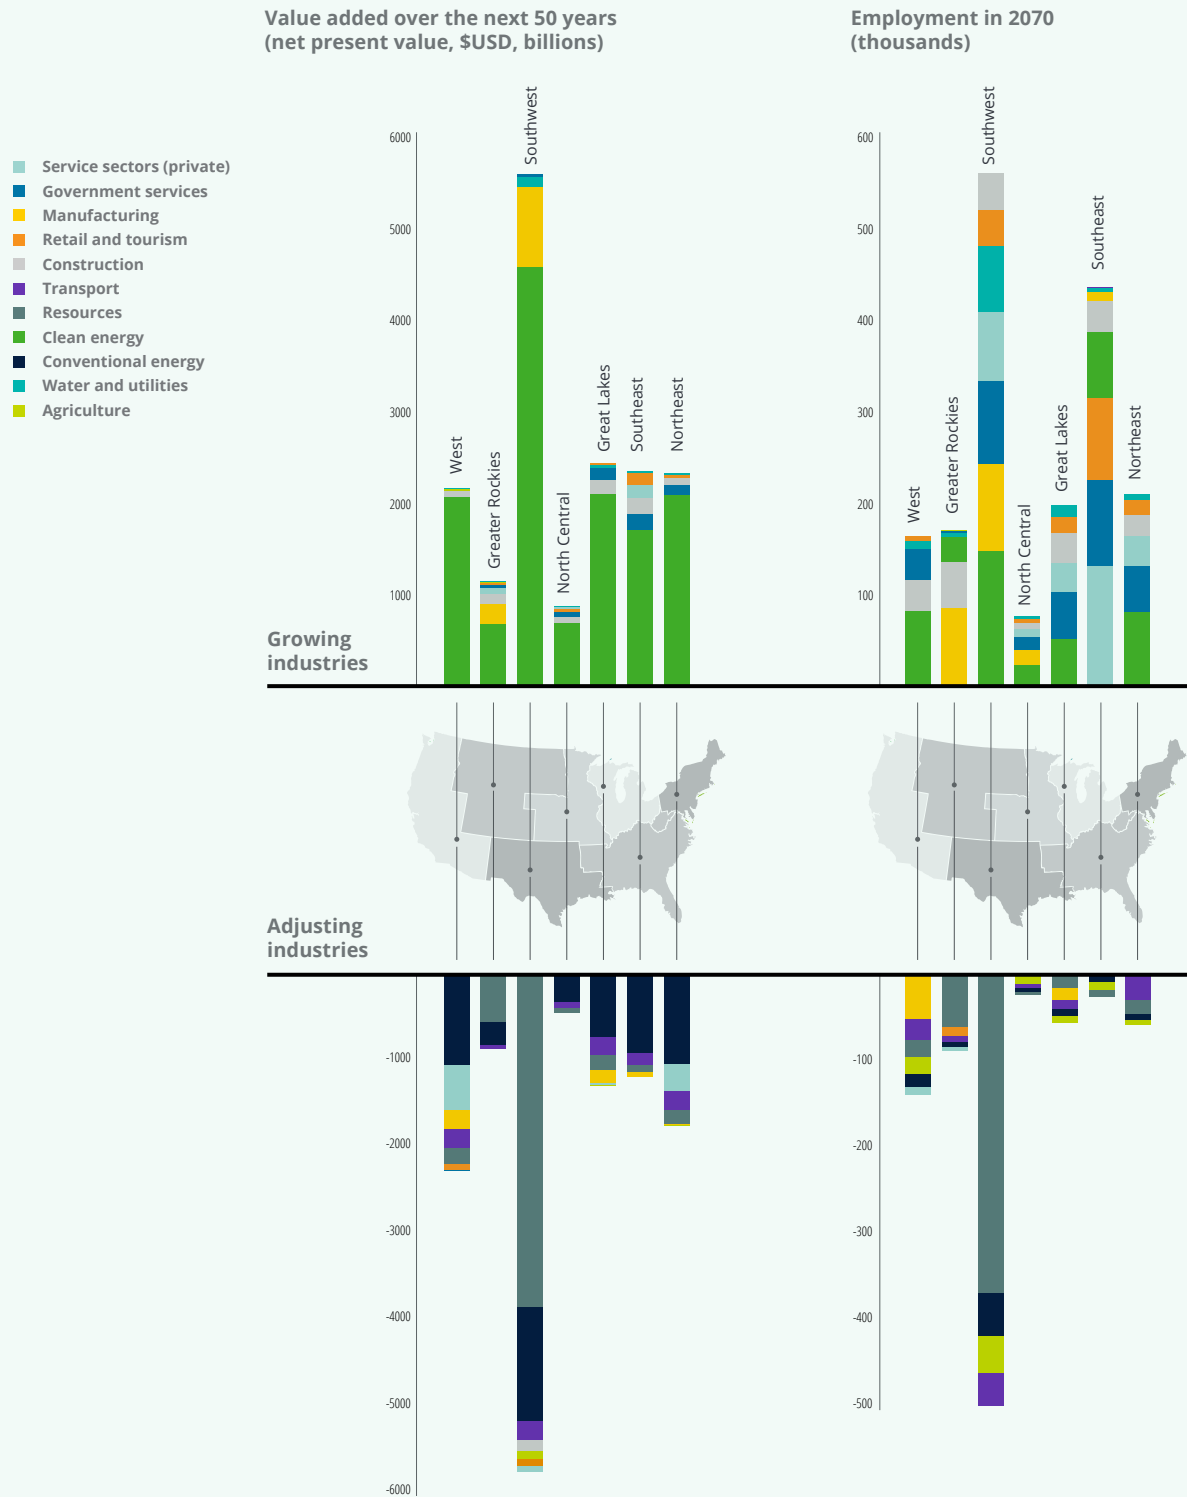 Value added over the next 50 years
(net present value, $USD, billions)
Employment in 2070
(thousands)
Service sectors (private)
Government services
Manufacturing
Retail and tourism
Construction
Transport
Resources
Clean energy
Conventional energy
Water and utilities
Agriculture
6000
5000
4000
3000
2000
1000
West
Greater Rockies
Southwest
North Central
Great Lakes
Southeast
Northeast
600
500
400
300
200
100
West
Greater Rockies
Southwest
North Central
Great Lakes
Southeast
Northeast
Growing
industries
Adjusting
industries
-1000
-2000
-3000
-4000
-5000
-6000
-100
-200
-300
-400
-500